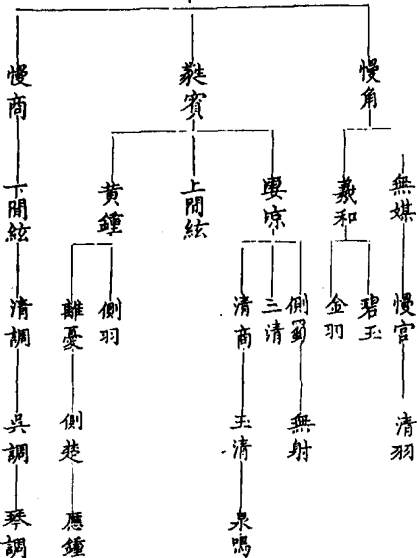 慢角
蕤賓
慢商
無媒
羲和
淒涼
上間絃
黃鍾
下間絃
慢宮
碧玉
金羽
側蜀
三清
清商
側羽
離憂
清調
清羽
無射
玉清
側楚
吳調
泉鳴
應鍾
琴調